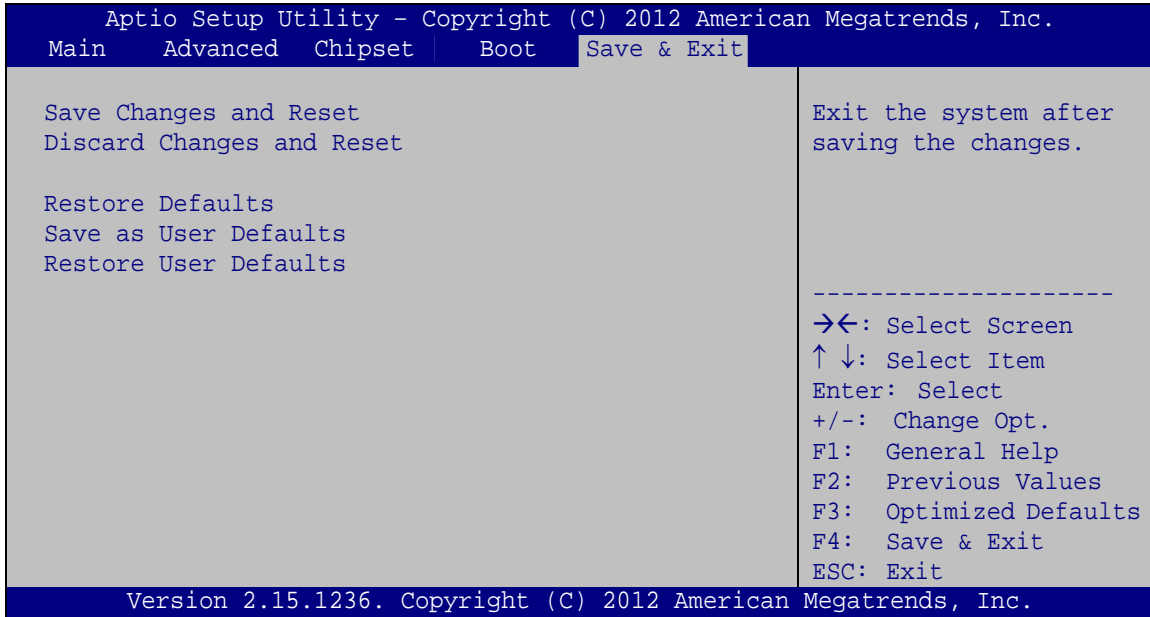 Aptio Setup Utility – Copyright (C) 2012 American Megatrends, Inc.
Main Advanced Chipset Boot Save & Exit
Save Changes and Reset
Discard Changes and Reset
Restore Defaults
Save as User Defaults
Restore User Defaults
Exit the system after
saving the changes.
---------------------
→←: Select Screen
↑ ↓: Select Item
Enter: Select
+/-: Change Opt.
F1: General Help
F2: Previous Values
F3: Optimized Defaults
F4: Save & Exit
ESC: Exit
Version 2.15.1236. Copyright (C) 2012 American Megatrends, Inc.